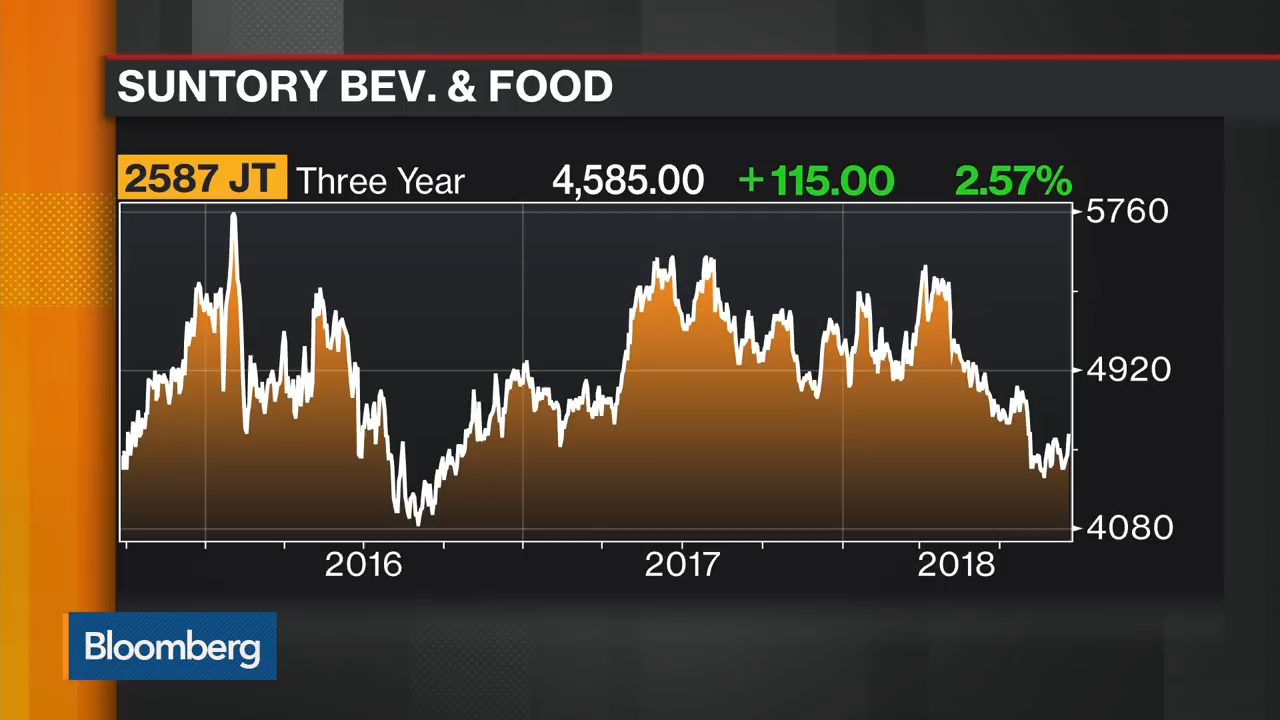 SUNTORY BEV. & FOOD
2587 JT Three Year 4,585.00 +115.00 2.57%
5760
4920
4080
2016 2017 2018
Bloomberg